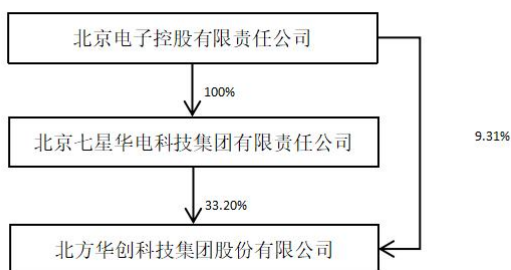 北京电子控股有限责任公司
100%
北京七星华电科技集团有限责任公司
9.31%
33.20%
北方华创科技集团股份有限公司